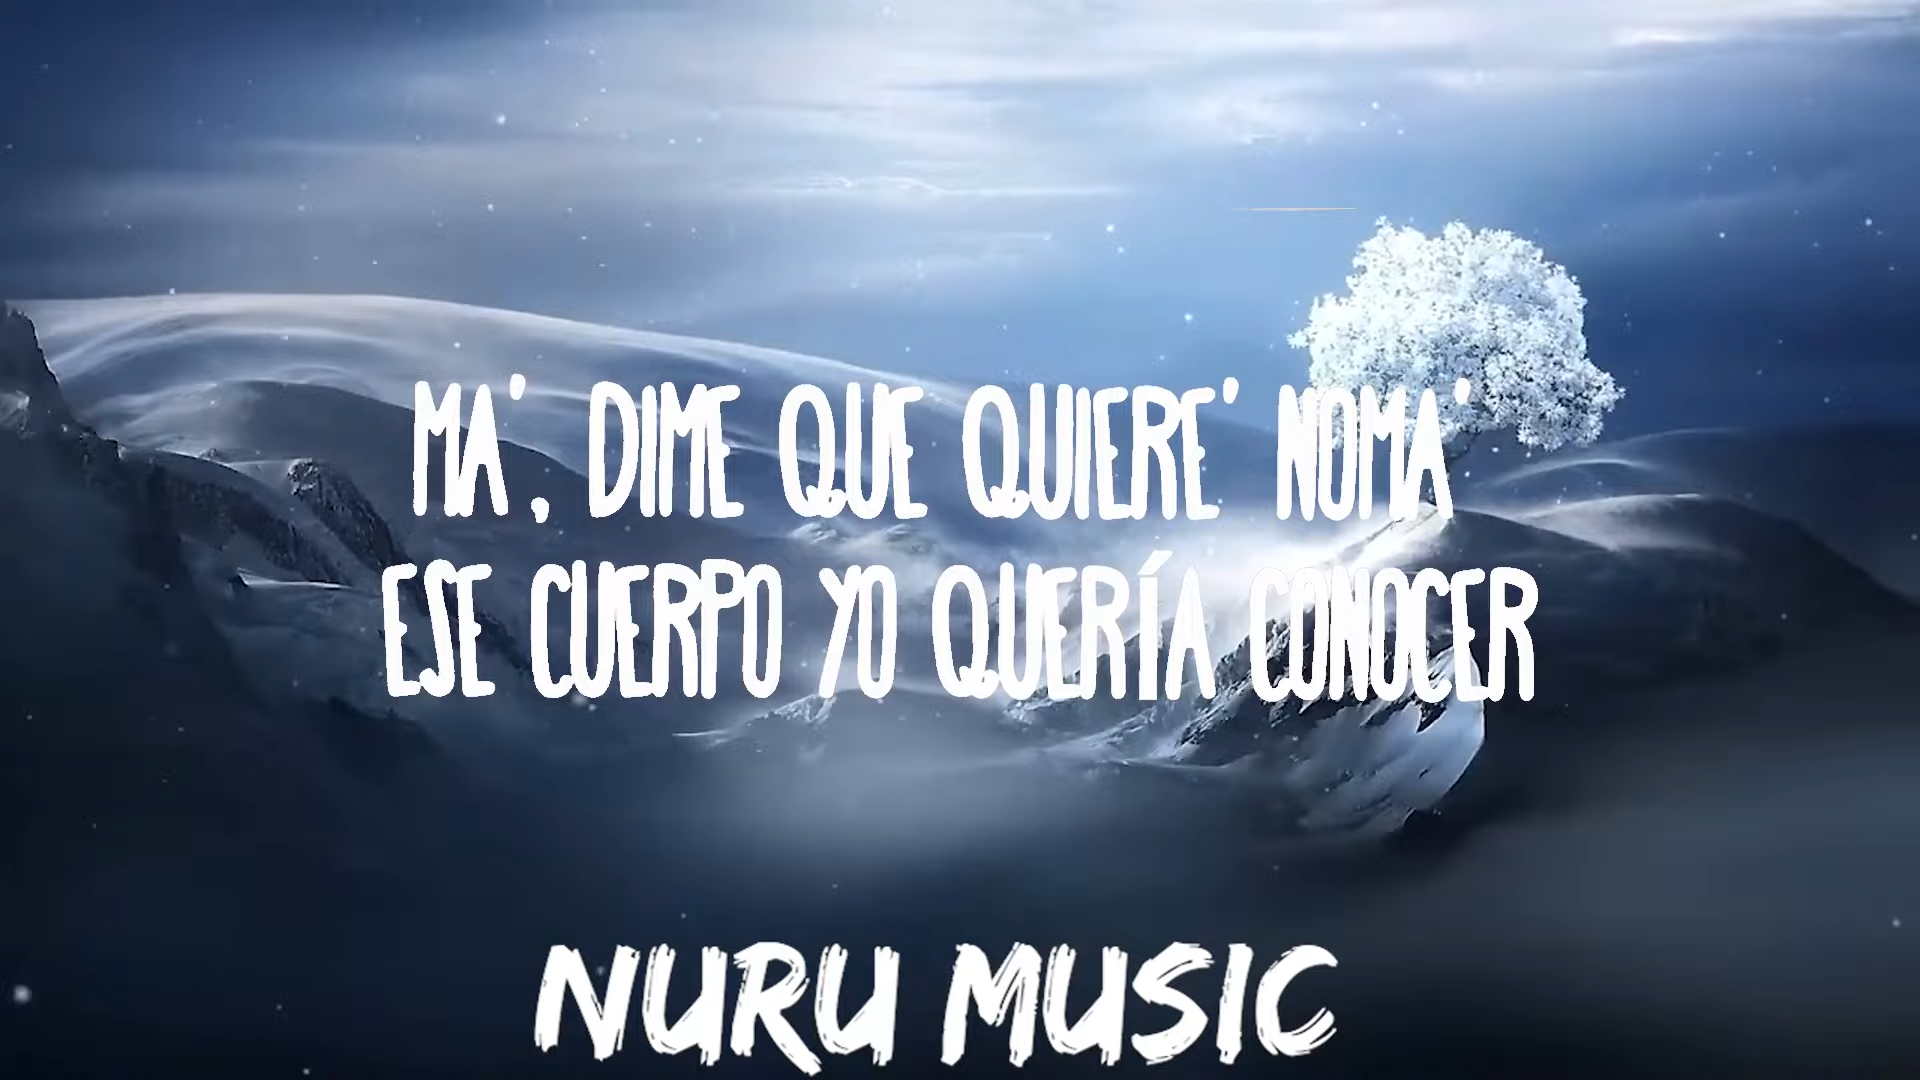 MA', DIME QUE QUIERE' NOMA'
ESE CUERPO YO QUERÍA CONOCER
NURU MUSIC